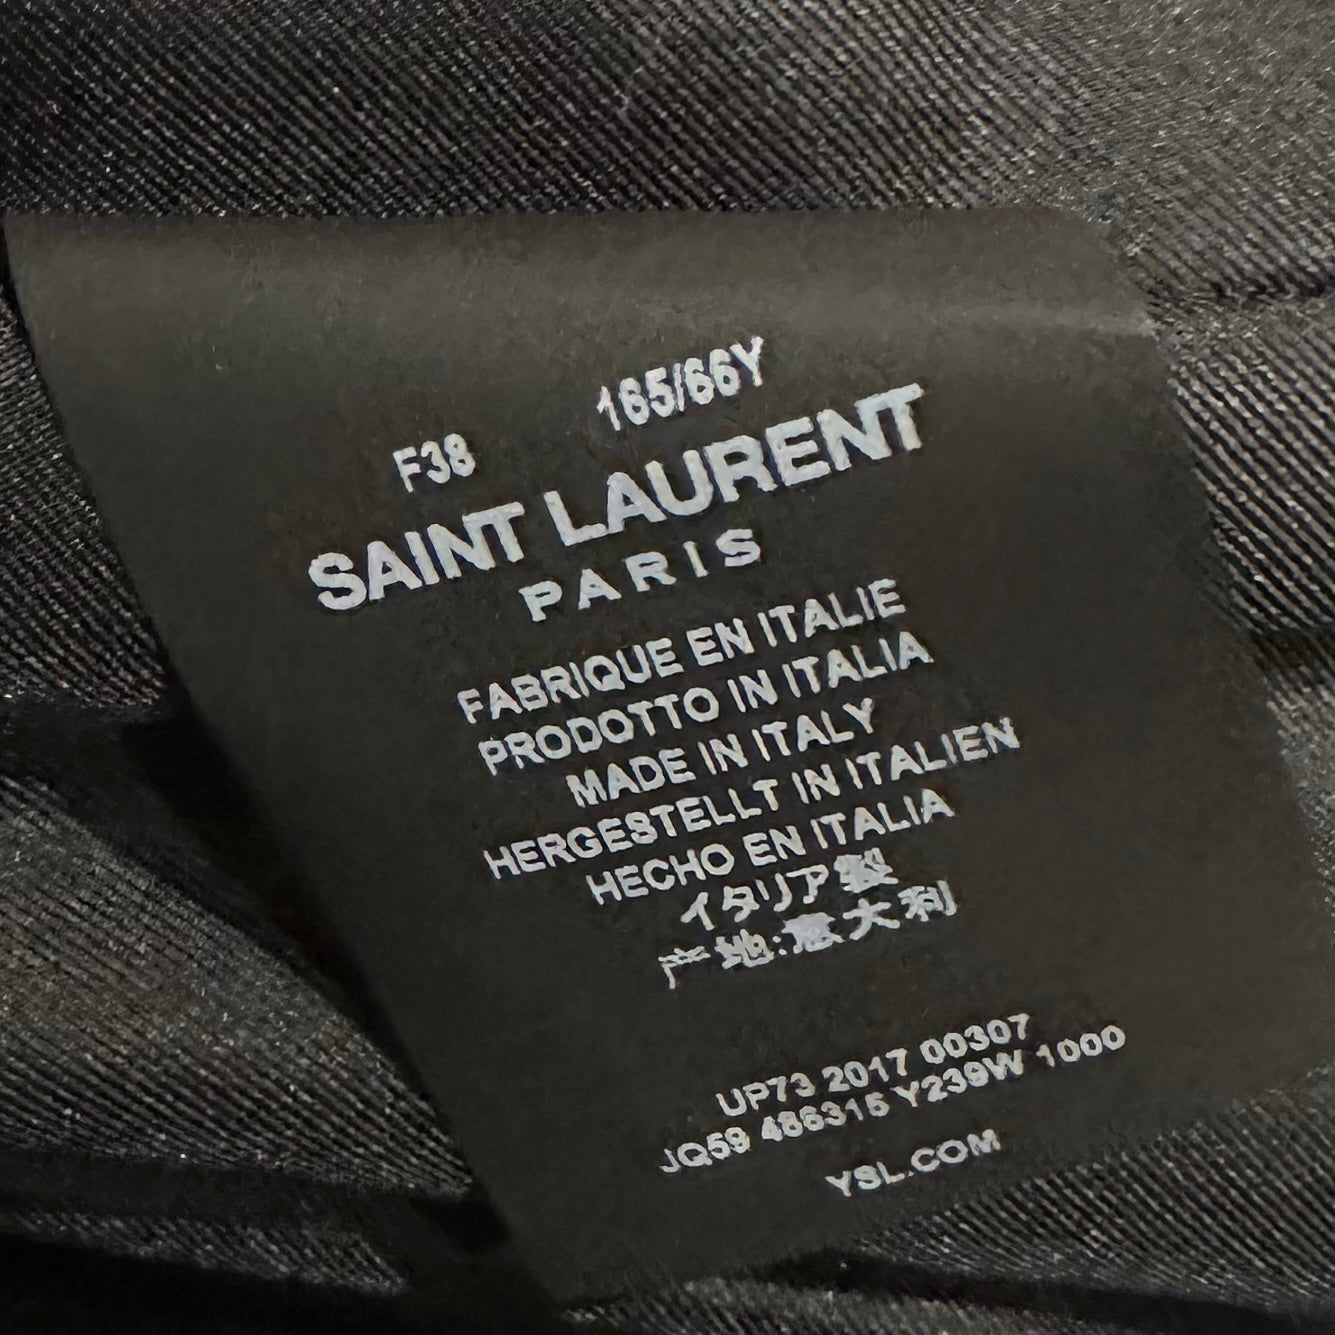 F38 165/66Y
SAINT LAURENT
PARIS
FABRIQUE EN ITALIE
PRODOTTO IN ITALIA
MADE IN ITALY
HERGESTELLT IN ITALIEN
HECHO EN ITALIA
イタリア製
产地:意大利
UP73 2017 00307
JQ59 486315 Y239W 1000
YSL.COM